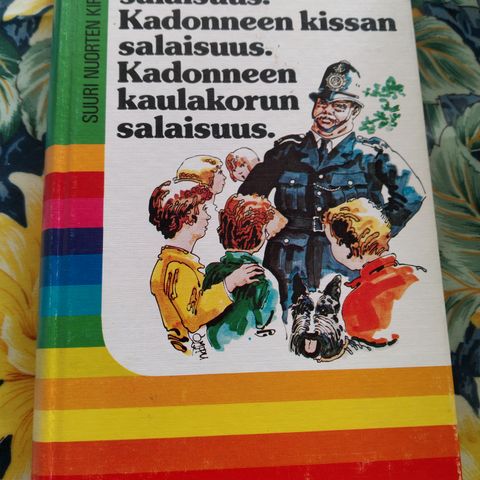 salaisuus.
Kadonneen kissan
salaisuus.
Kadonneen
kaulakorun
salaisuus.
SUURI NUORTEN KIR